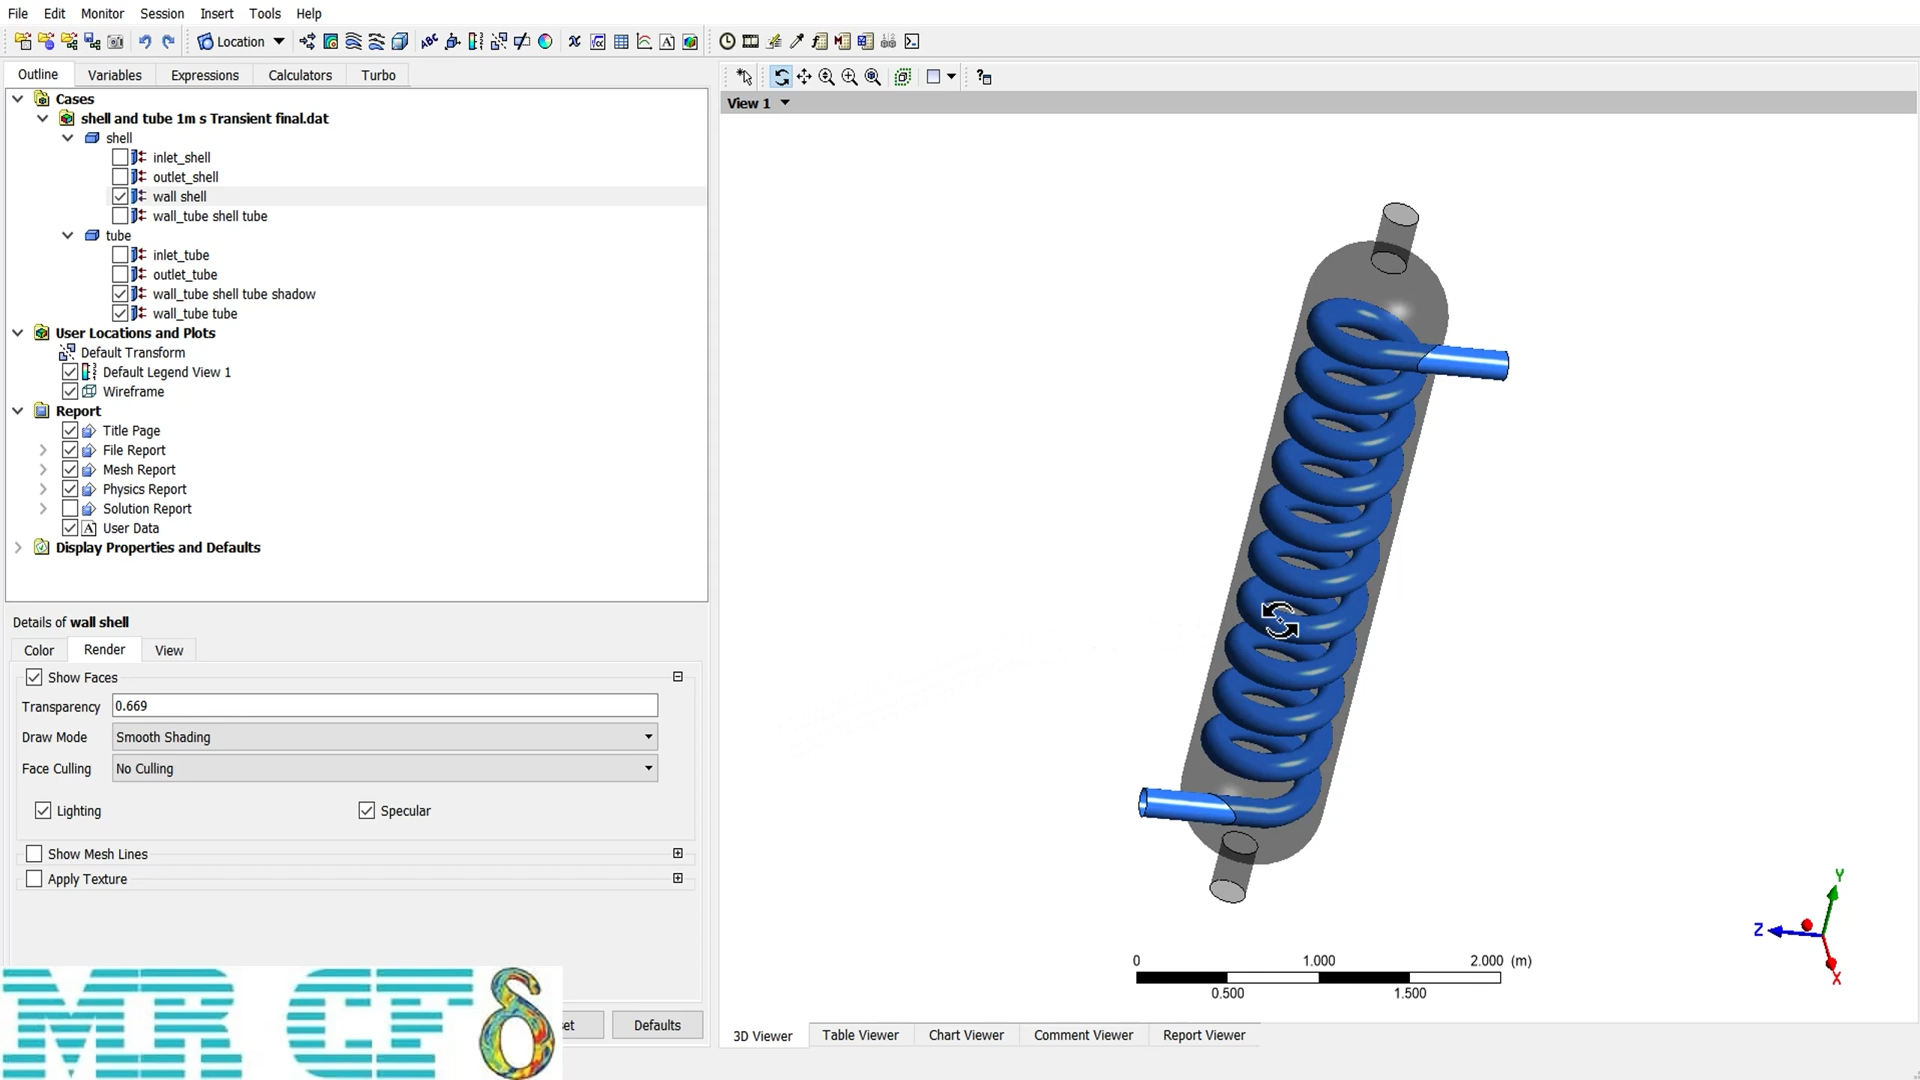 File Edit Monitor Session Insert Tools Help
Location
Outline Variables Expressions Calculators Turbo
Cases
shell and tube 1m s Transient final.dat
shell
inlet_shell
outlet_shell
wall shell
wall_tube shell tube
tube
inlet_tube
outlet_tube
wall_tube shell tube shadow
wall_tube tube
User Locations and Plots
Default Transform
Default Legend View 1
Wireframe
Report
Title Page
File Report
Mesh Report
Physics Report
Solution Report
User Data
Display Properties and Defaults
Details of wall shell
Color Render View
Show Faces
Transparency 0.669
Draw Mode Smooth Shading
Face Culling No Culling
Lighting Specular
Show Mesh Lines
Apply Texture
Defaults
MR CFδ
View 1
Y
Z
X
0 1.000 2.000 (m)
0.500 1.500
3D Viewer Table Viewer Chart Viewer Comment Viewer Report Viewer